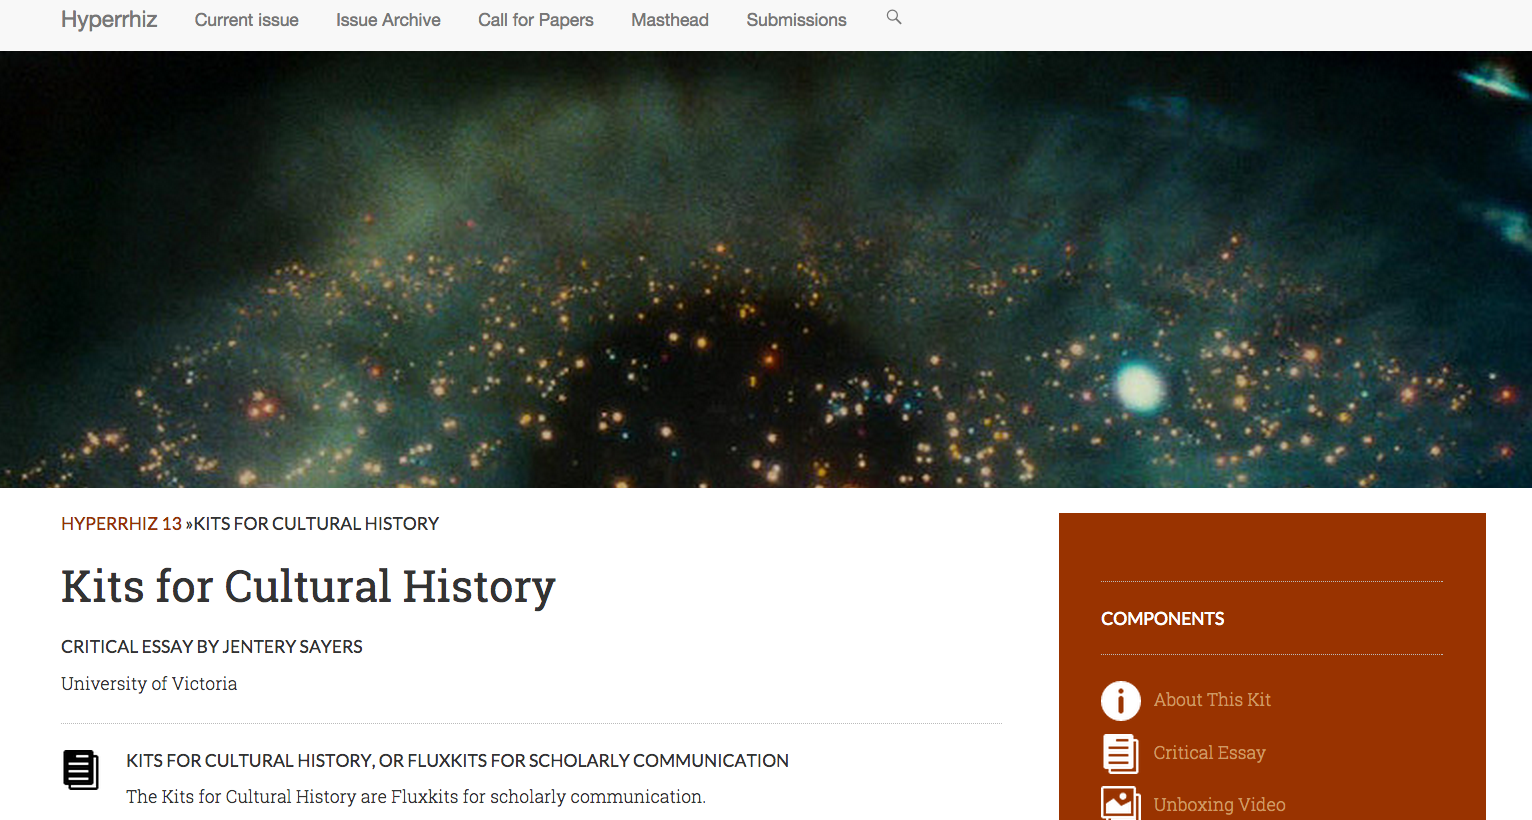 Hyperrhiz Current issue Issue Archive Call for Papers Masthead Submissions
HYPERRHIZ 13 »KITS FOR CULTURAL HISTORY
Kits for Cultural History
CRITICAL ESSAY BY JENTERY SAYERS
University of Victoria
KITS FOR CULTURAL HISTORY, OR FLUXKITS FOR SCHOLARLY COMMUNICATION
The Kits for Cultural History are Fluxkits for scholarly communication.
COMPONENTS
About This Kit
Critical Essay
Unboxing Video